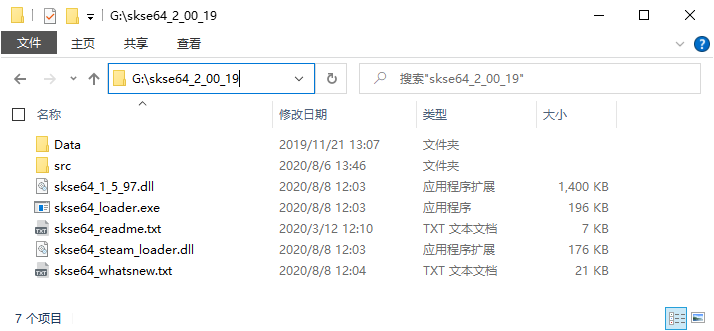 G:\skse64_2_00_19
文件 主页 共享 查看
G:\skse64_2_00_19 搜索"skse64_2_00_19"
名称 修改日期 类型 大小
Data 2019/11/21 13:07 文件夹
src 2020/8/6 13:46 文件夹
skse64_1_5_97.dll 2020/8/8 12:03 应用程序扩展 1,400 KB
skse64_loader.exe 2020/8/8 12:03 应用程序 196 KB
skse64_readme.txt 2020/3/12 12:10 TXT 文本文档 7 KB
skse64_steam_loader.dll 2020/8/8 12:03 应用程序扩展 176 KB
skse64_whatsnew.txt 2020/8/8 12:04 TXT 文本文档 21 KB
7 个项目